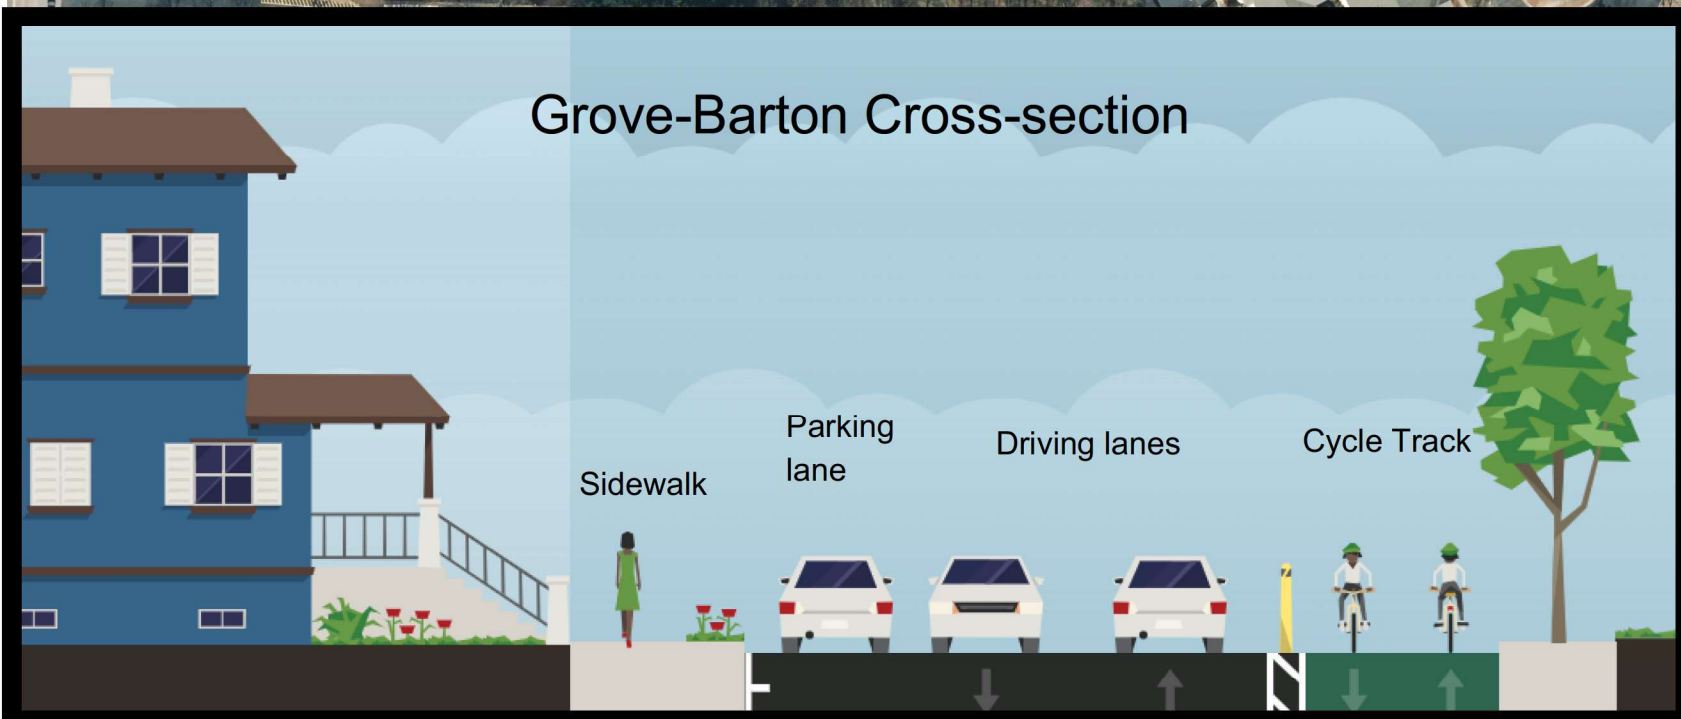 Grove-Barton Cross-section
Parking
lane
Driving lanes
Cycle Track
Sidewalk